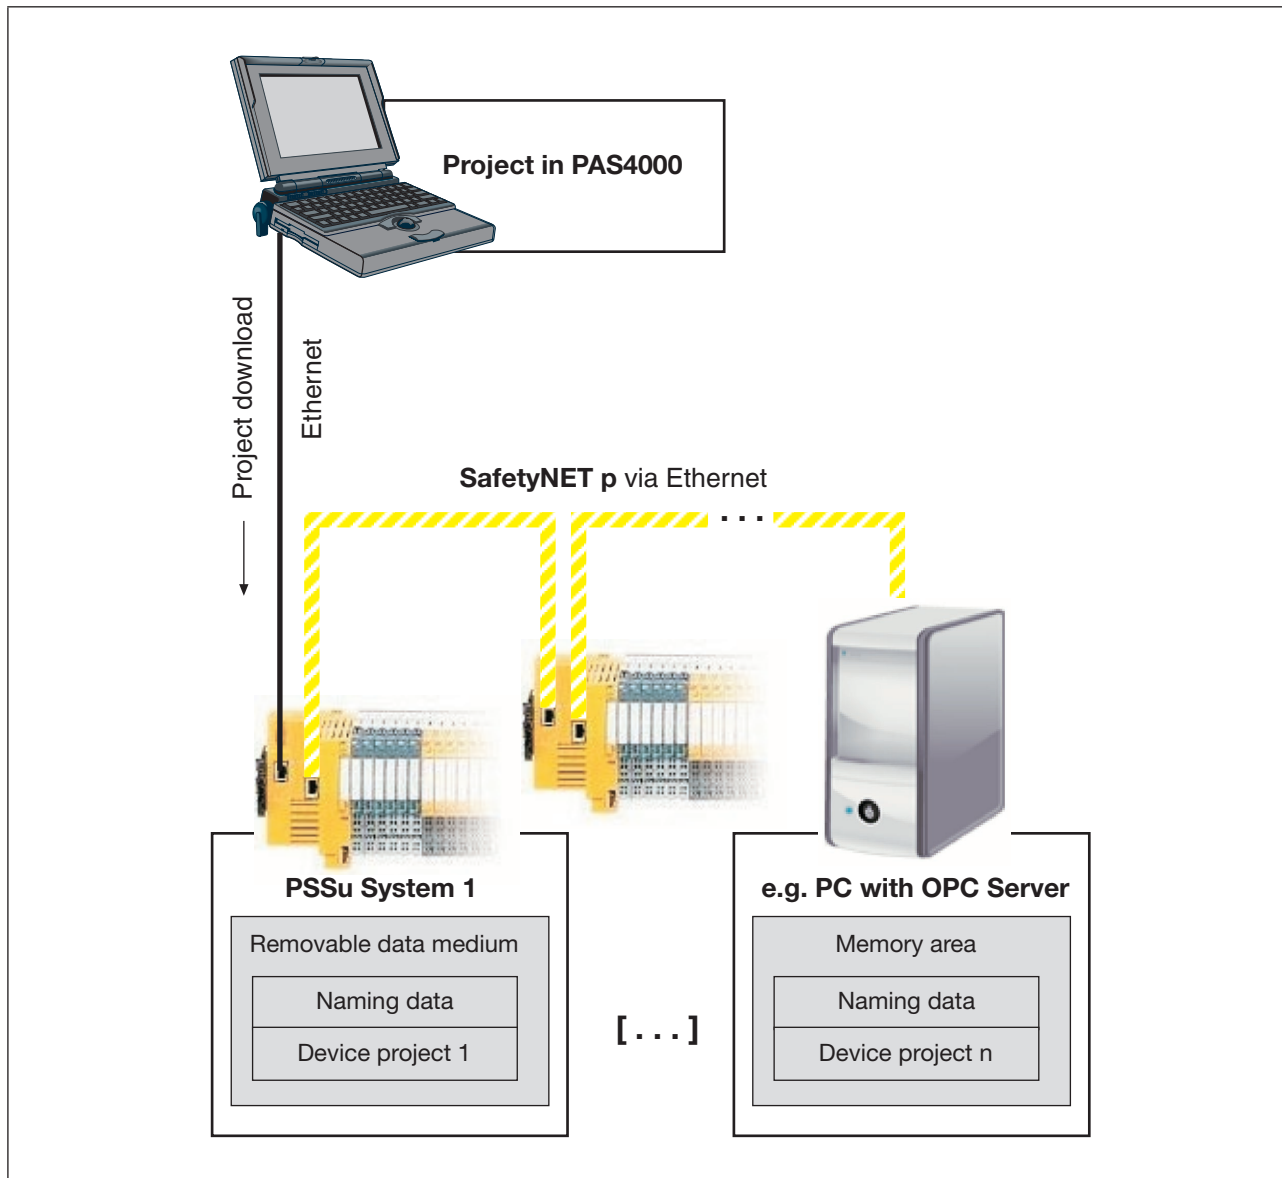 Project in PAS4000
Project download
Ethernet
SafetyNET p via Ethernet
...
PSSu System 1
Removable data medium
Naming data
Device project 1
[...]
e.g. PC with OPC Server
Memory area
Naming data
Device project n